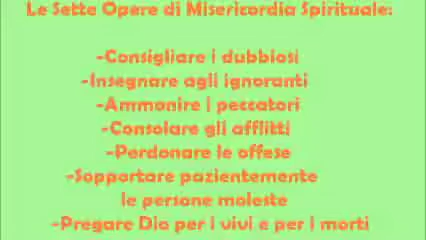 Le Sette Opere di Misericordia Spirituale:
-Consigliare i dubbiosi
-Insegnare agli ignoranti
-Ammonire i peccatori
-Consolare gli afflitti
-Perdonare le offese
-Sopportare pazientemente
le persone moleste
-Pregare Dio per i vivi e per i morti